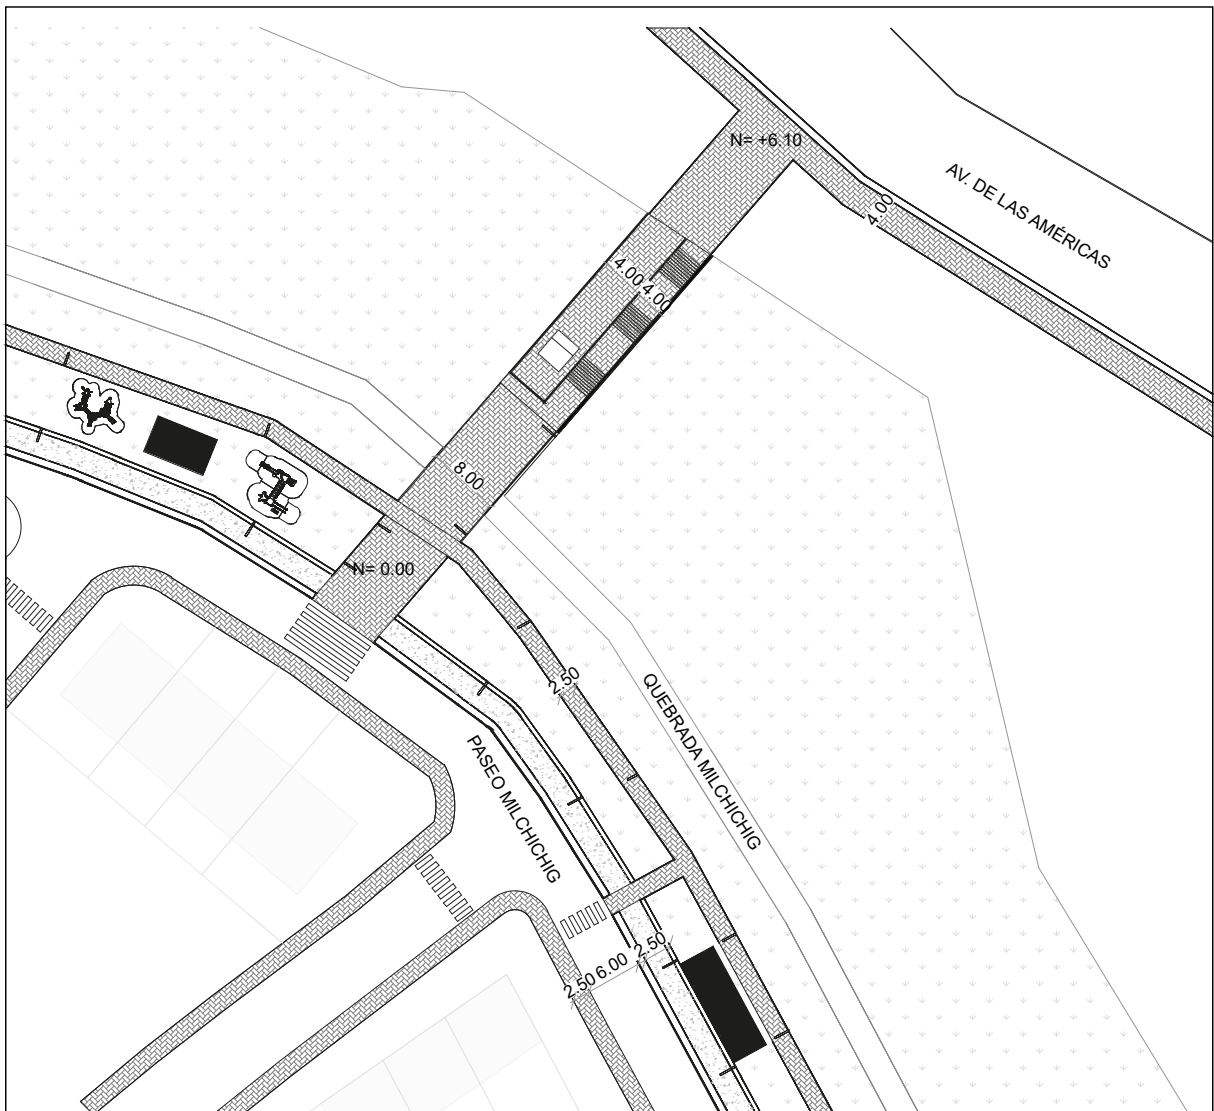 N= +6.10
AV. DE LAS AMÉRICAS
4.00
4.00
4.00
8.00
N= 0.00
2.50
QUEBRADA MILCHICHIG
PASEO MILCHICHIG
2.50
6.00
2.50